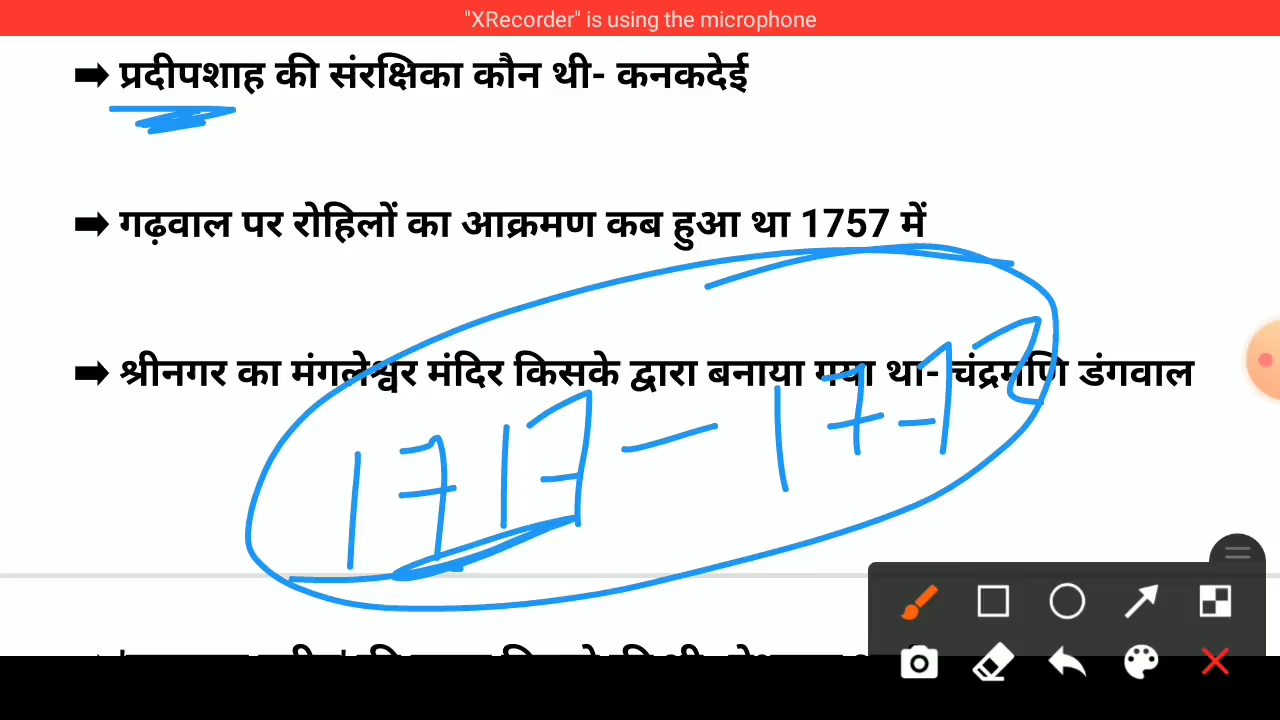 "XRecorder" is using the microphone
➡ प्रदीपशाह की संरक्षिका कौन थी- कनकदेई
➡ गढ़वाल पर रोहिलों का आक्रमण कब हुआ था 1757 में
➡ श्रीनगर का मंगलेश्वर मंदिर किसके द्वारा बनाया गया था- चंद्रमणि डंगवाल
1717 - 1772